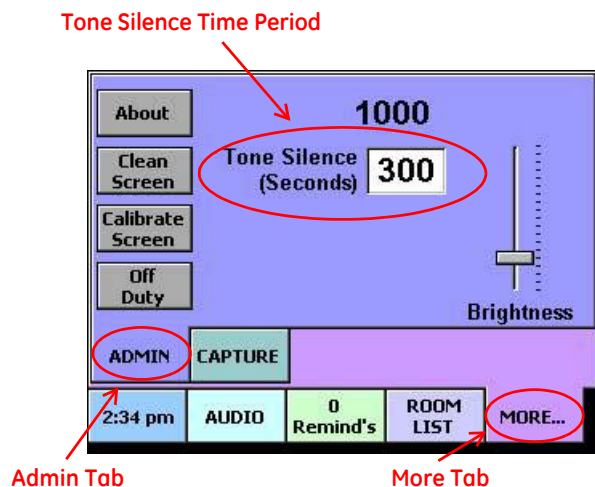 Tone Silence Time Period
About
1000
Clean
Screen
Tone Silence
(Seconds)
300
Calibrate
Screen
Off
Duty
Brightness
ADMIN
CAPTURE
2:34 pm
AUDIO
0
Remind's
ROOM
LIST
MORE...
Admin Tab
More Tab